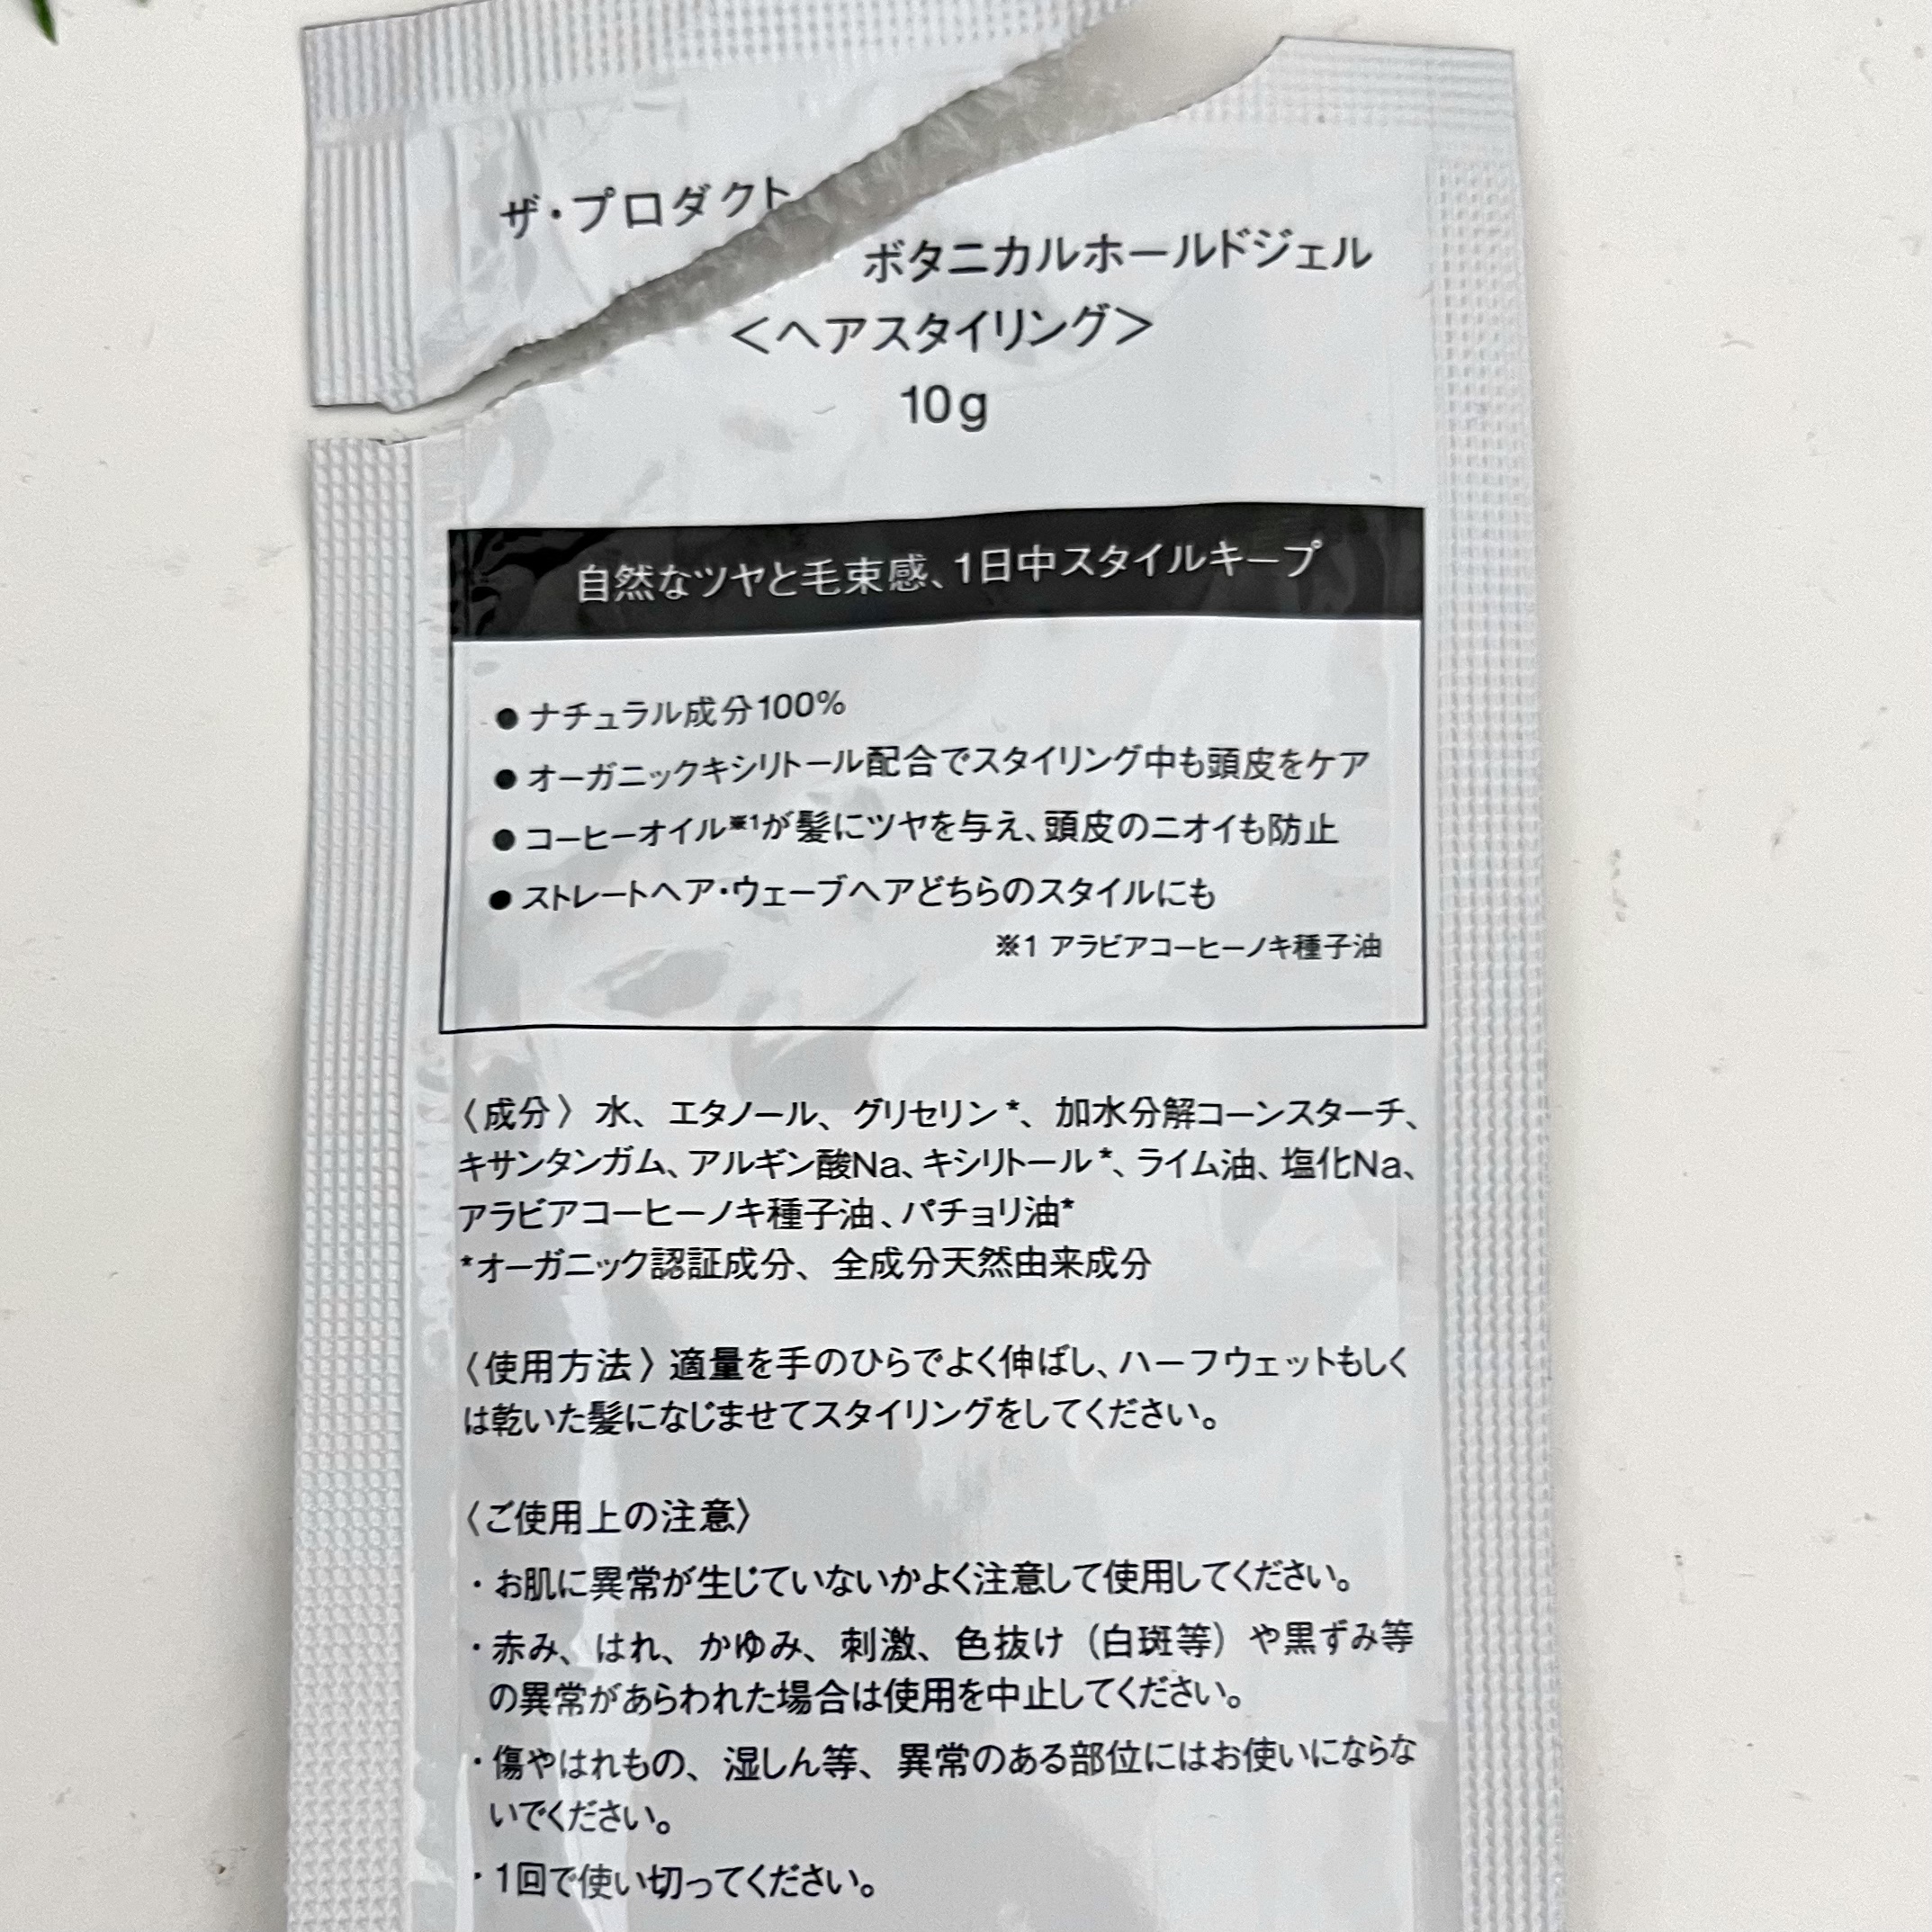 ザ・プロダクト
ボタニカルホールドジェル
＜ヘアスタイリング＞
10g
自然なツヤと毛束感、1日中スタイルキープ
●ナチュラル成分100%
●オーガニックキシリトール配合でスタイリング中も頭皮をケア
●コーヒーオイル※1が髪にツヤを与え、頭皮のニオイも防止
●ストレートヘア・ウェーブヘアどちらのスタイルにも
※1 アラビアコーヒーノキ種子油
〈成分〉水、エタノール、グリセリン*、加水分解コーンスターチ、
キサンタンガム、アルギン酸Na、キシリトール*、ライム油、塩化Na、
アラビアコーヒーノキ種子油、パチョリ油*
*オーガニック認証成分、全成分天然由来成分
〈使用方法〉適量を手のひらでよく伸ばし、ハーフウェットもしく
は乾いた髪になじませてスタイリングをしてください。
〈ご使用上の注意〉
・お肌に異常が生じていないかよく注意して使用してください。
・赤み、はれ、かゆみ、刺激、色抜け（白斑等）や黒ずみ等
の異常があらわれた場合は使用を中止してください。
・傷やはれもの、湿しん等、異常のある部位にはお使いにならな
いでください。
・1回で使い切ってください。